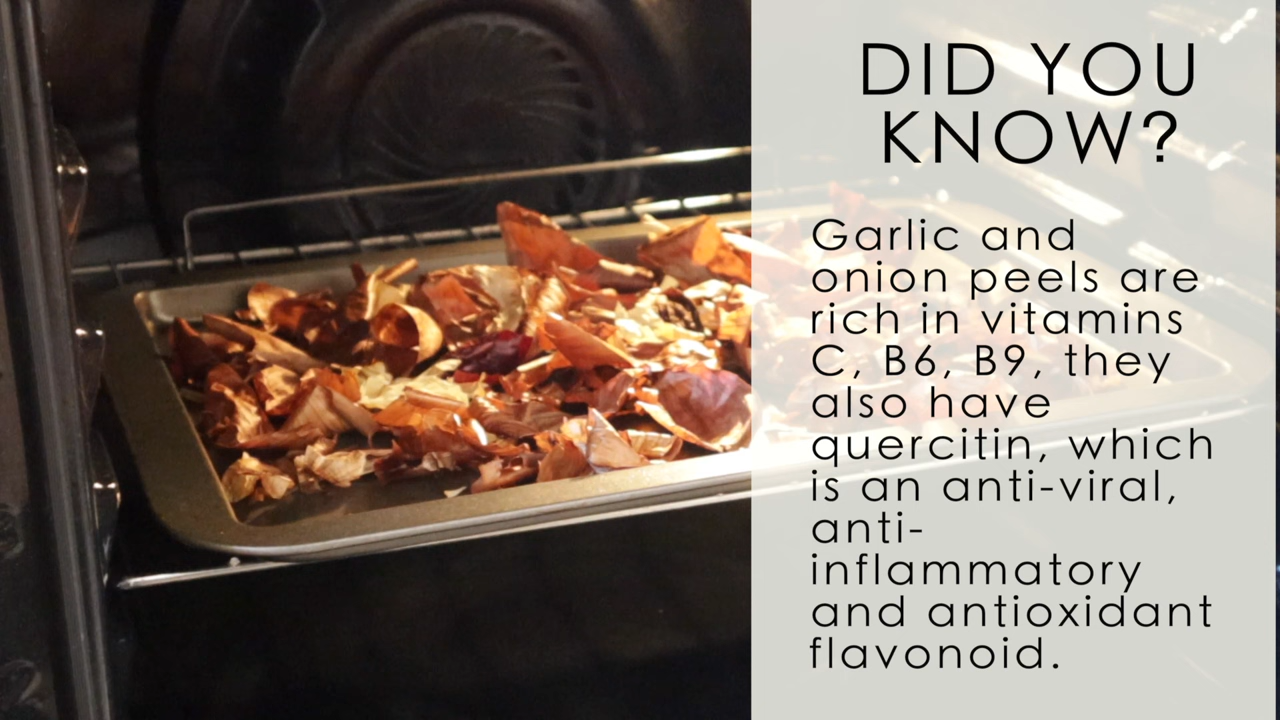 DID YOU
KNOW?
Garlic and
onion peels are
rich in vitamins
C, B6, B9, they
also have
quercitin, which
is an anti-viral,
anti-
inflammatory
and antioxidant
flavonoid.